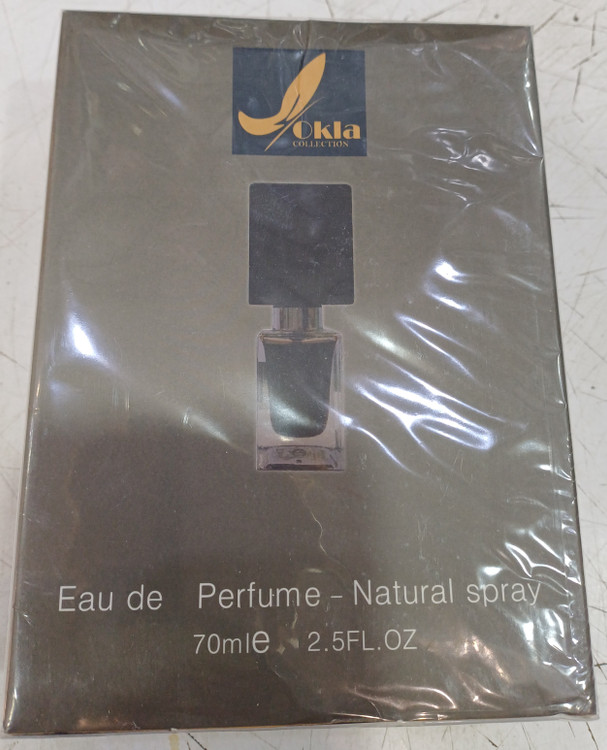 Okla
COLLECTION
Eau de Perfume - Natural spray
70mle 2.5FL.OZ